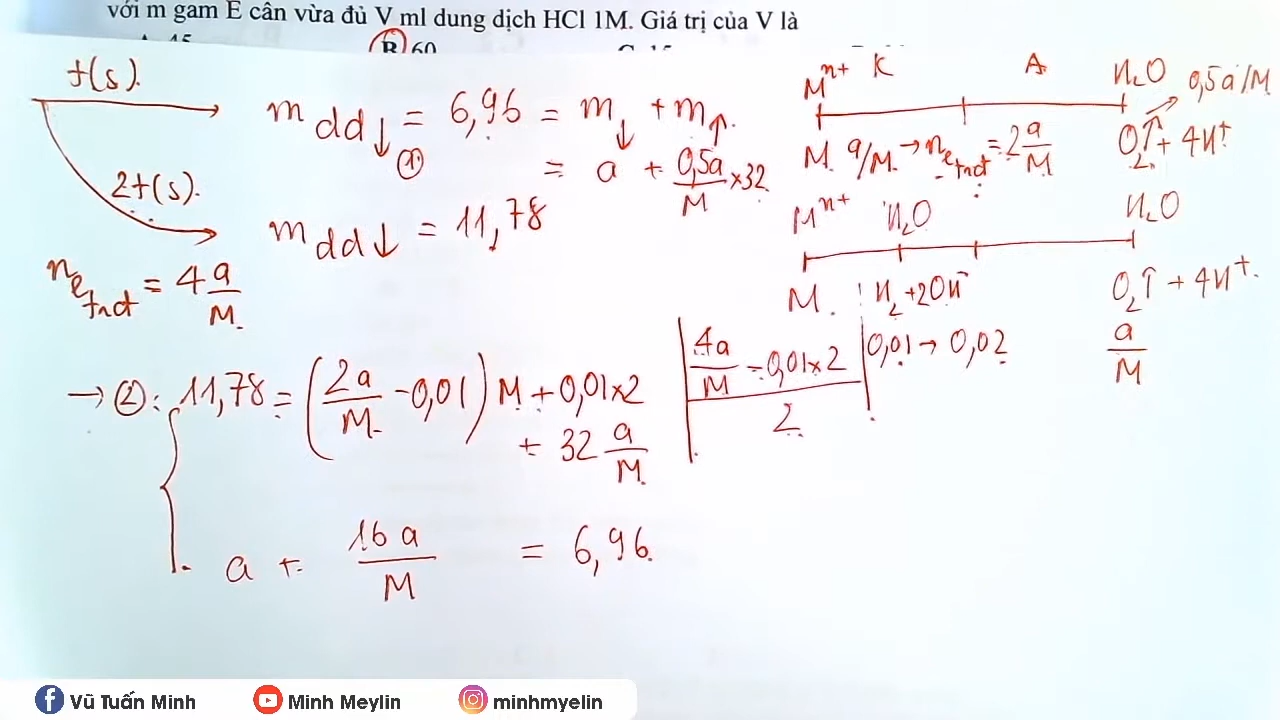 với m gam E cần vừa đủ V ml dung dịch HCl 1M. Giá trị của V là
B 60
t(s).
m dd↓ = 6,96 = m↓ + m↑.
①
= a + 0,5a/M × 32
2t(s).
m dd↓ = 11,78
n e tđct = 4 a/M
Mⁿ⁺ K A H₂O 0,5a/M
M a/M → n e tđct = 2 a/M O₂↑ + 4H⁺
Mⁿ⁺ H₂O H₂O
M H₂ + 2OH⁻ O₂↑ + 4H⁺.
0,01 → 0,02 a/M
→ ②: 11,78 = (2a/M - 0,01) M + 0,01×2
+ 32 a/M
4a/M - 0,01×2
2
a + 16a/M = 6,96
Vũ Tuấn Minh Minh Meylin minhmyelin